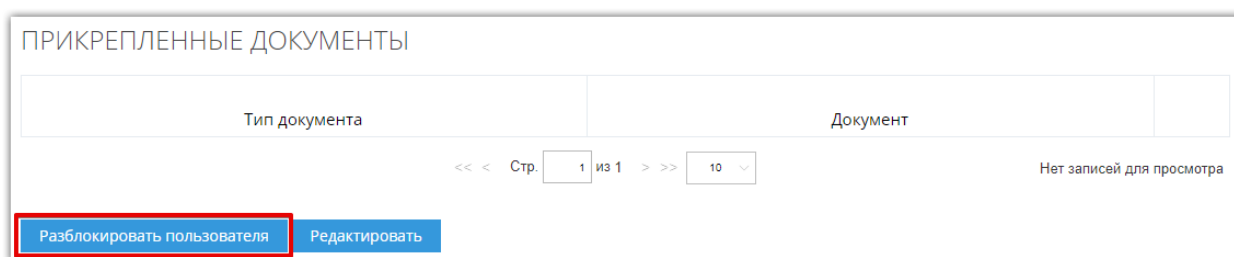 ПРИКРЕПЛЕННЫЕ ДОКУМЕНТЫ
Тип документа Документ
<< < Стр. 1 из 1 > >> 10 Нет записей для просмотра
Разблокировать пользователя Редактировать